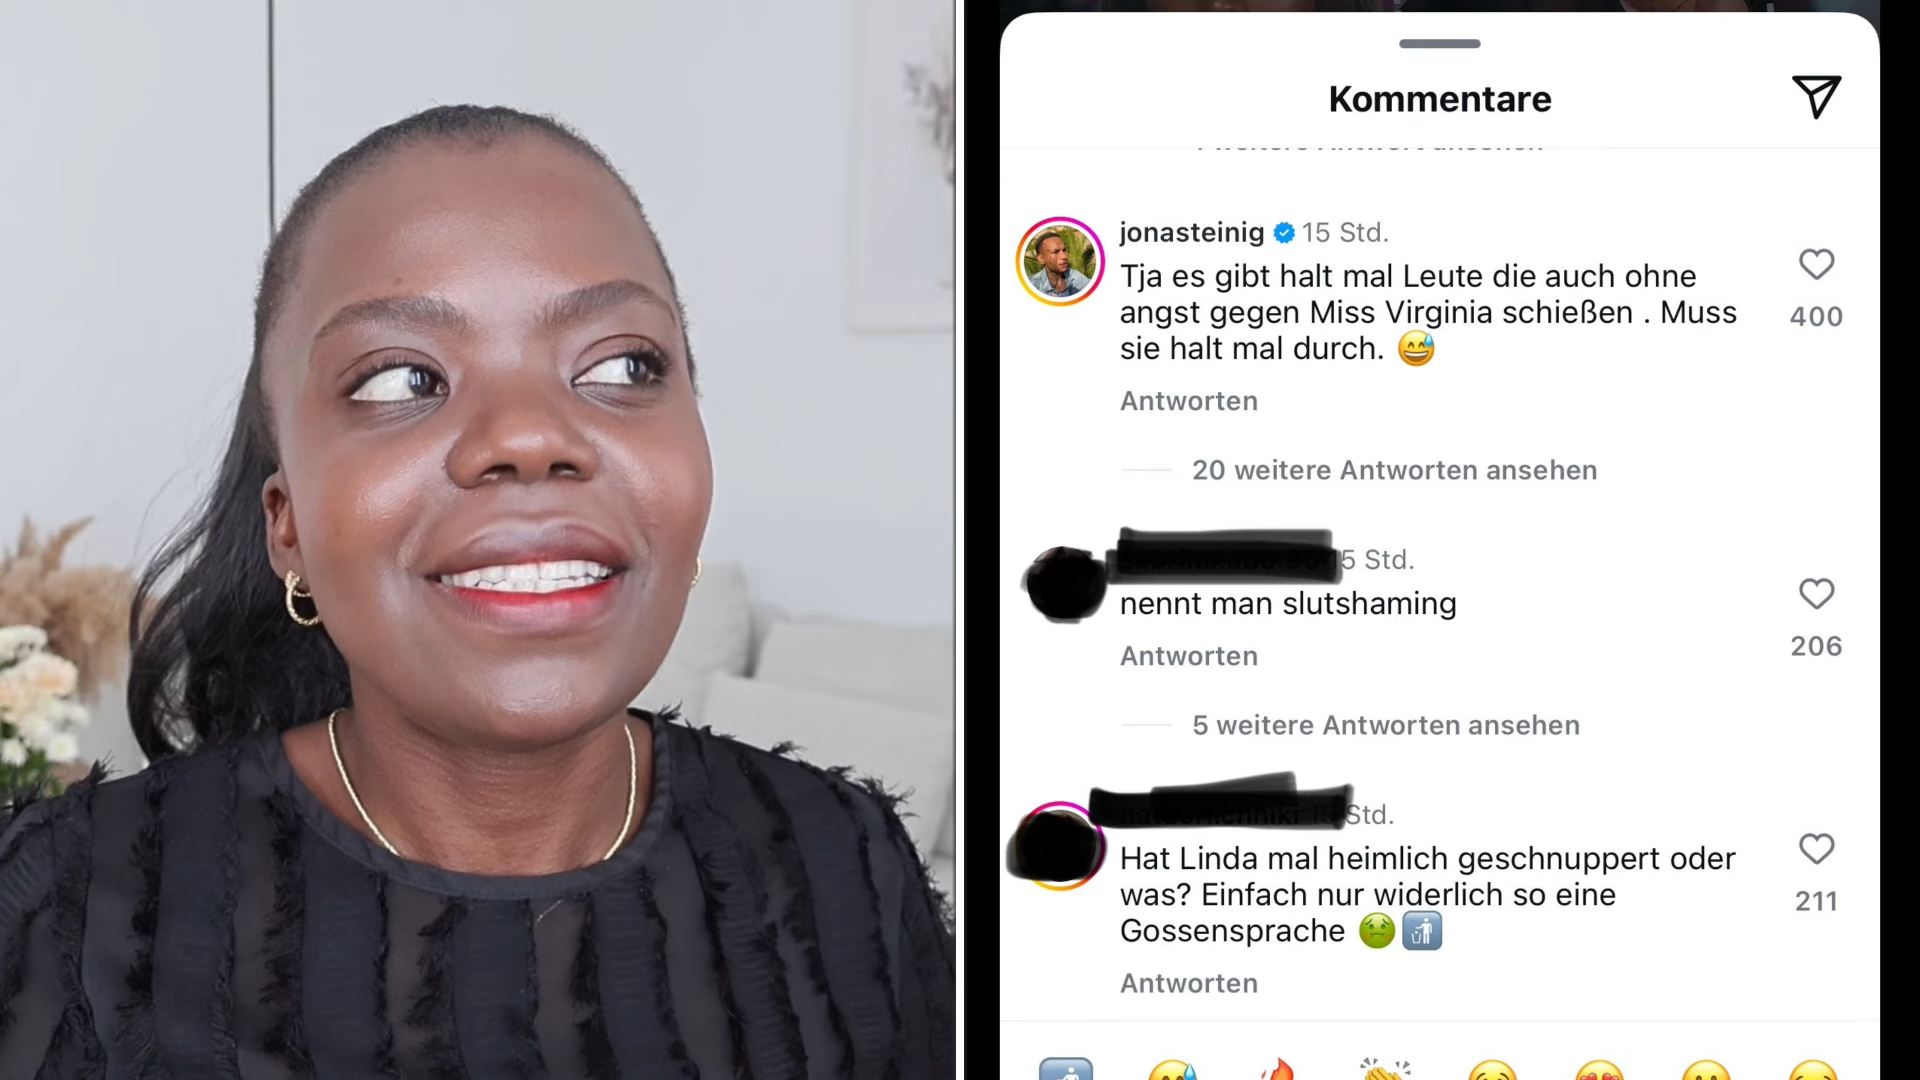 Kommentare
jonasteinig 15 Std.
Tja es gibt halt mal Leute die auch ohne
angst gegen Miss Virginia schießen . Muss
sie halt mal durch. 😅
400
Antworten
20 weitere Antworten ansehen
5 Std.
nennt man slutshaming
206
Antworten
5 weitere Antworten ansehen
Std.
Hat Linda mal heimlich geschnuppert oder
was? Einfach nur widerlich so eine
Gossensprache 🤢🚮
211
Antworten